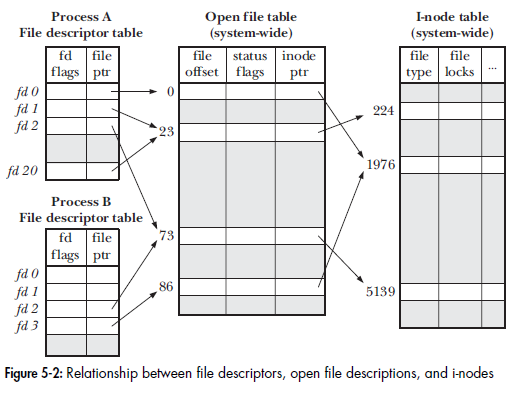 Process A
File descriptor table
fd flags
file ptr
fd 0
fd 1
fd 2
fd 20
Process B
File descriptor table
fd flags
file ptr
fd 0
fd 1
fd 2
fd 3
Open file table
(system-wide)
file offset
status flags
inode ptr
0
23
73
86
I-node table
(system-wide)
file type
file locks
...
224
1976
5139
Figure 5-2: Relationship between file descriptors, open file descriptions, and i-nodes